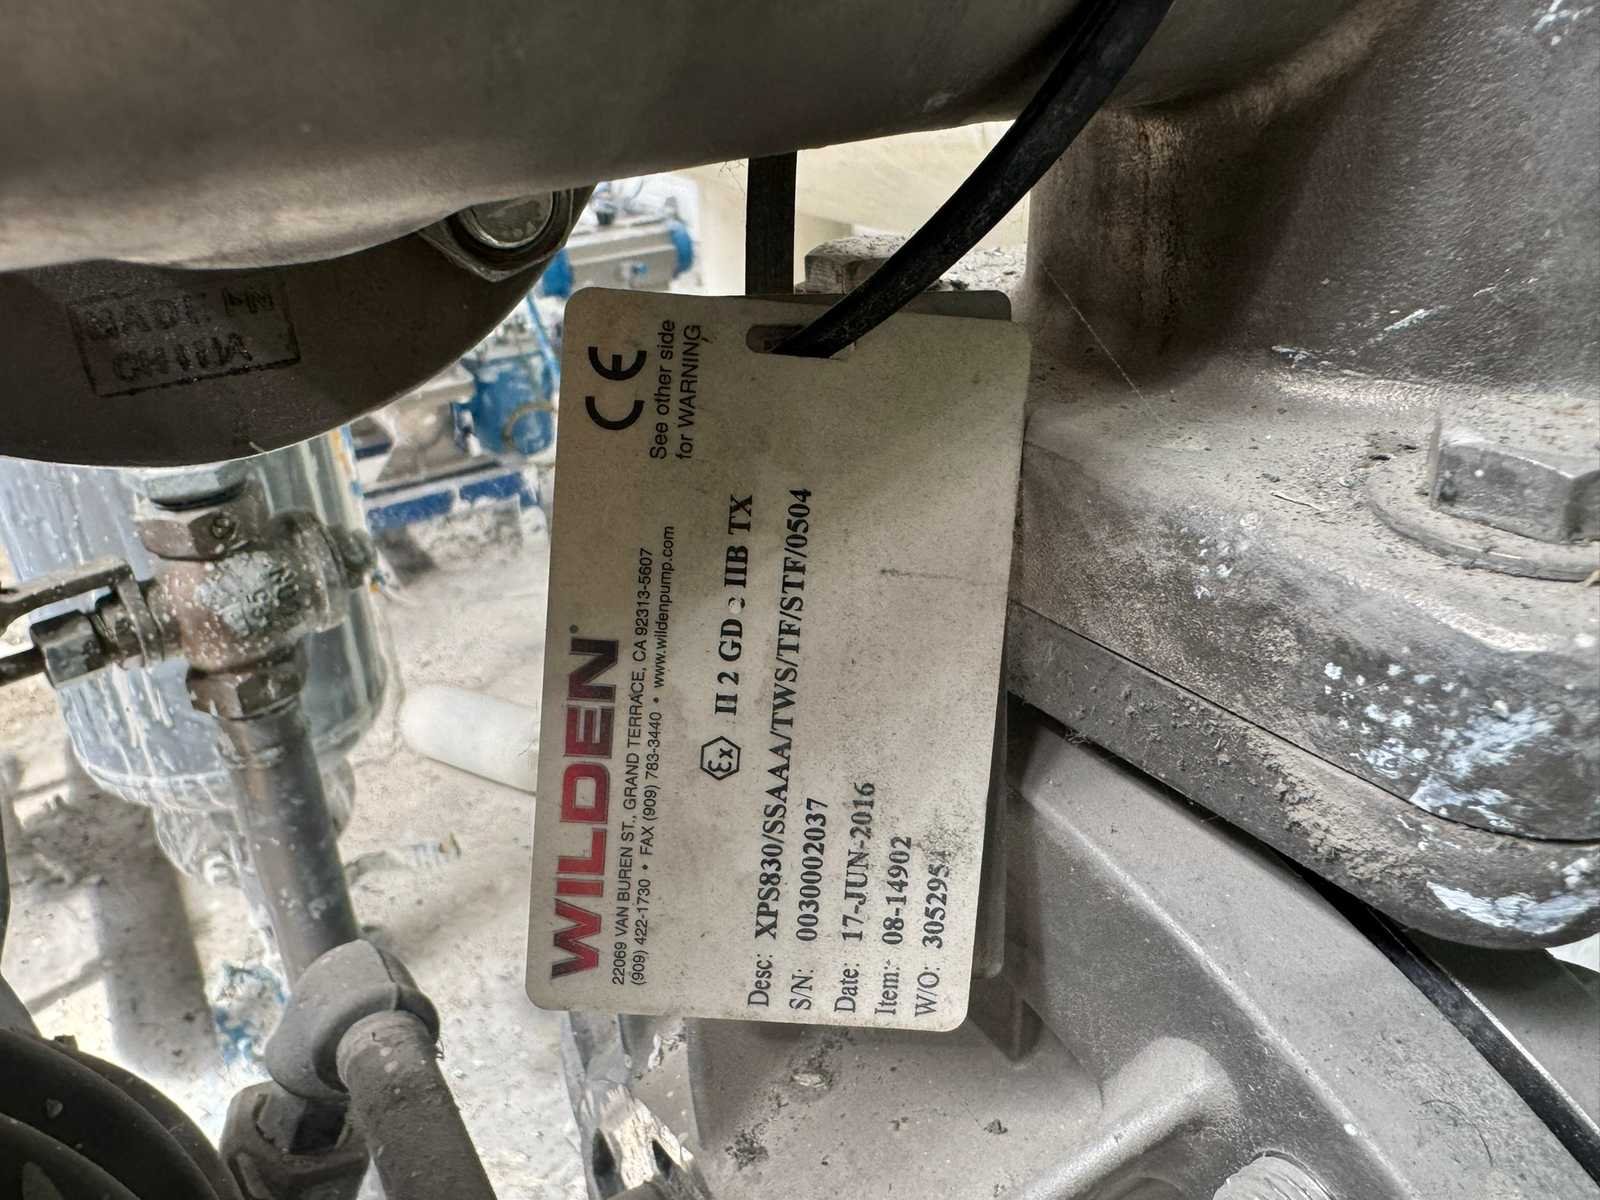 WILDEN
22069 VAN BUREN ST., GRAND TERRACE, CA 92313-5607
(909) 422-1730 • FAX (909) 783-3440 • www.wildenpump.com
CE
See other side
for WARNING
Ex II 2 GD c IIB TX
Desc: XPS830/SSAAA/TWS/TF/STF/0504
S/N: 0030002037
Date: 17-JUN-2016
Item: 08-14902
W/O: 3052954
MADE IN
CHINA